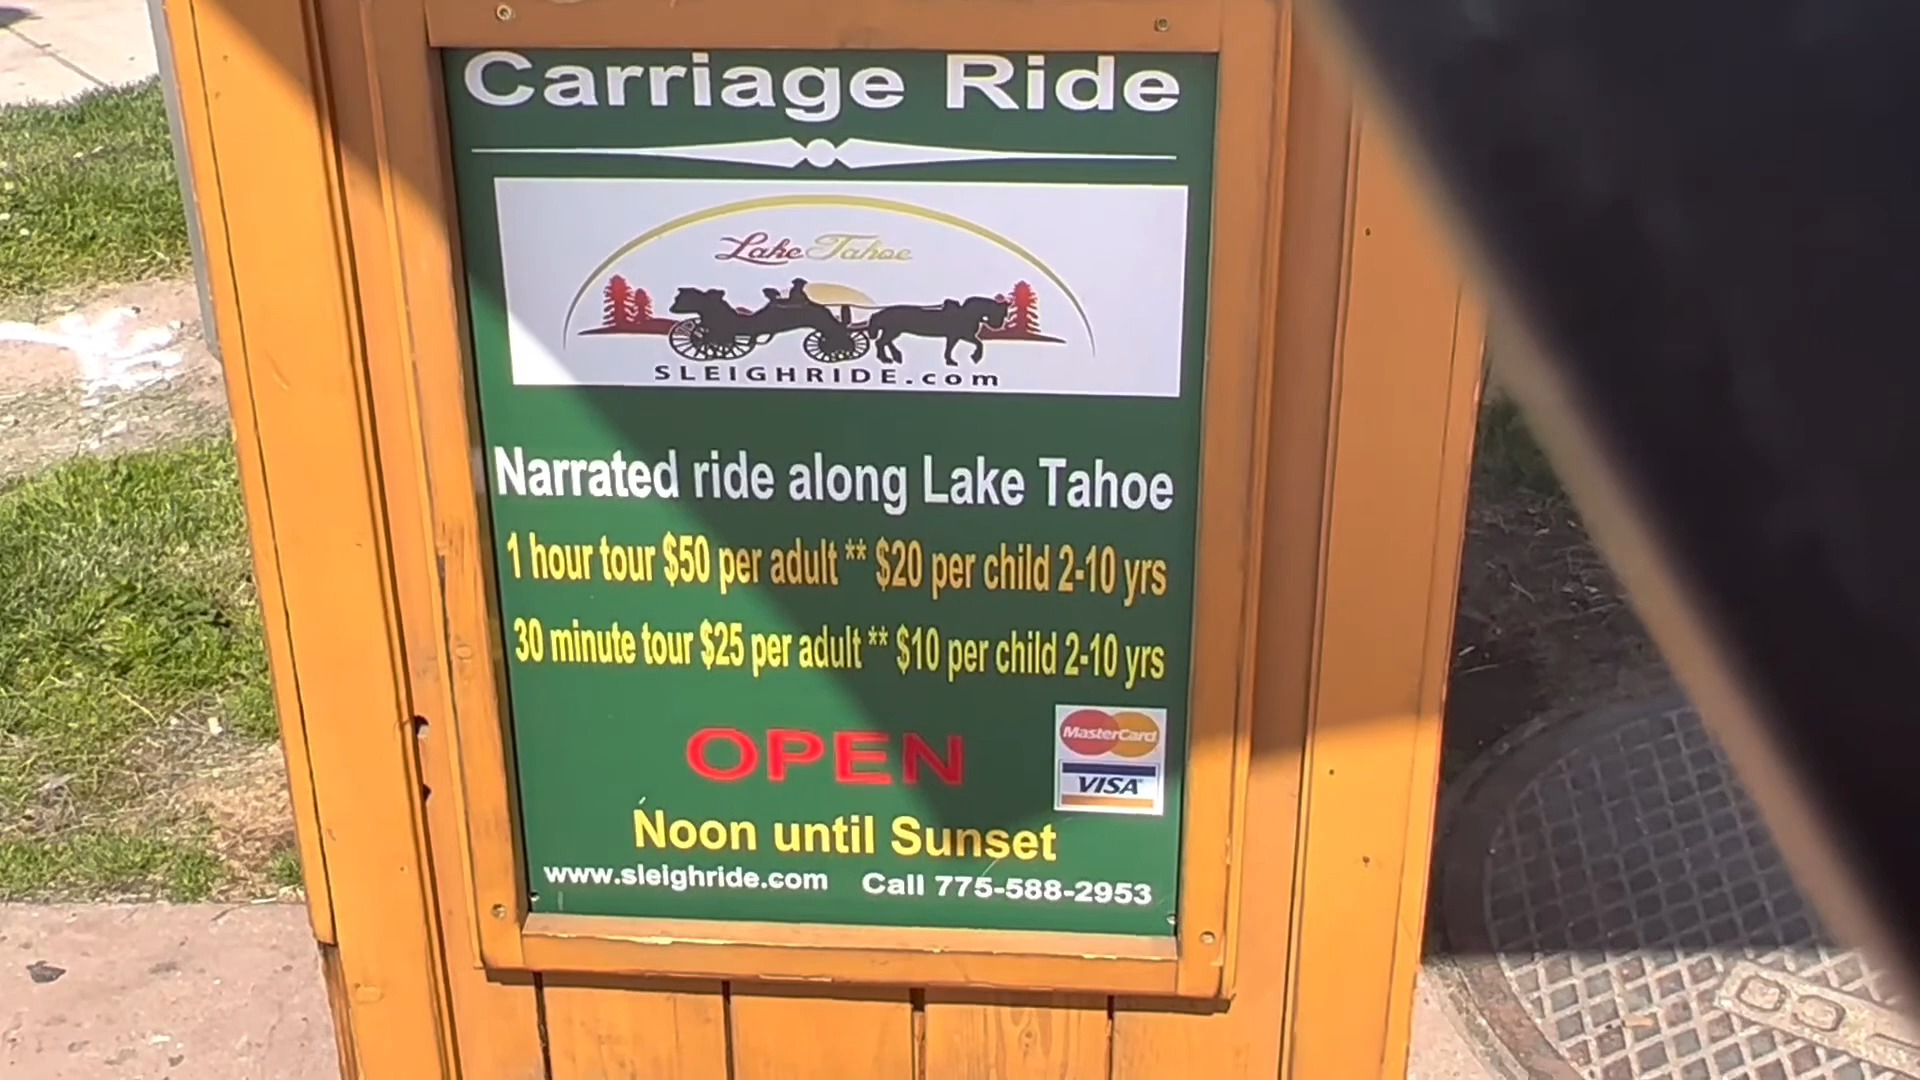 Carriage Ride
Lake Tahoe
SLEIGHRIDE.com
Narrated ride along Lake Tahoe
1 hour tour $50 per adult ** $20 per child 2-10 yrs
30 minute tour $25 per adult ** $10 per child 2-10 yrs
OPEN
MasterCard
VISA
Noon until Sunset
www.sleighride.com Call 775-588-2953